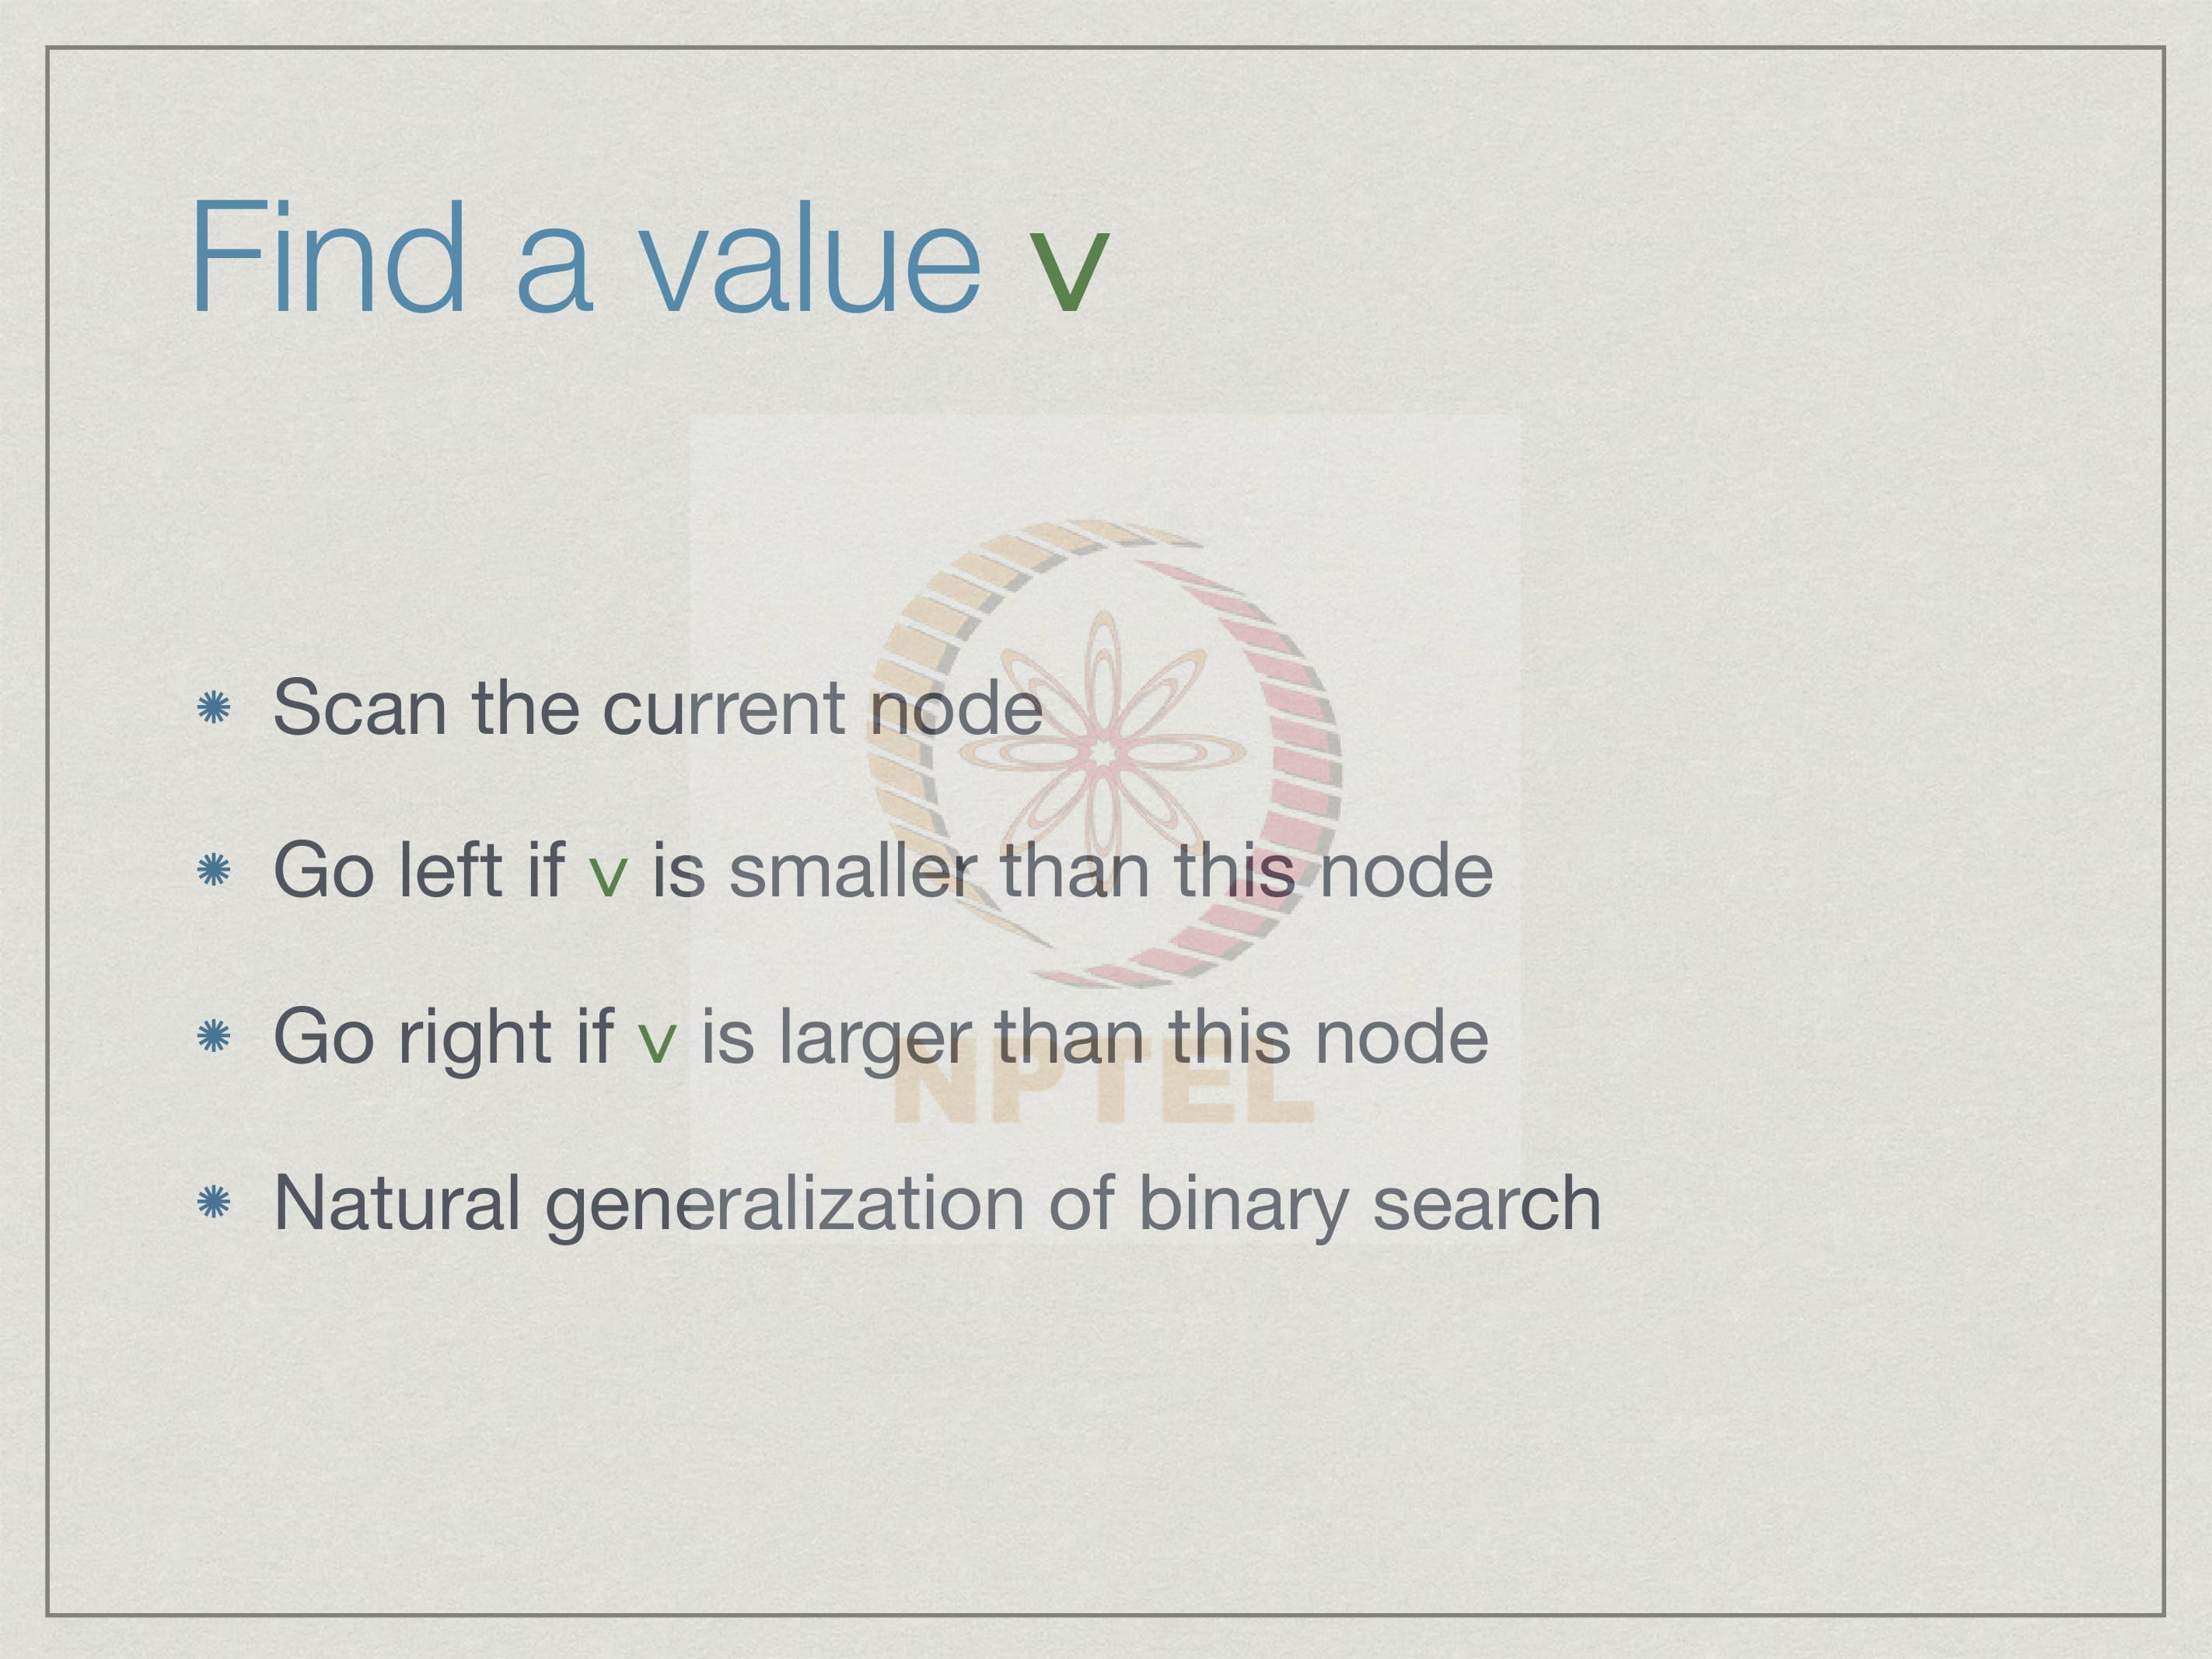 Find a value v
Scan the current node
Go left if v is smaller than this node
Go right if v is larger than this node
NPTEL
Natural generalization of binary search